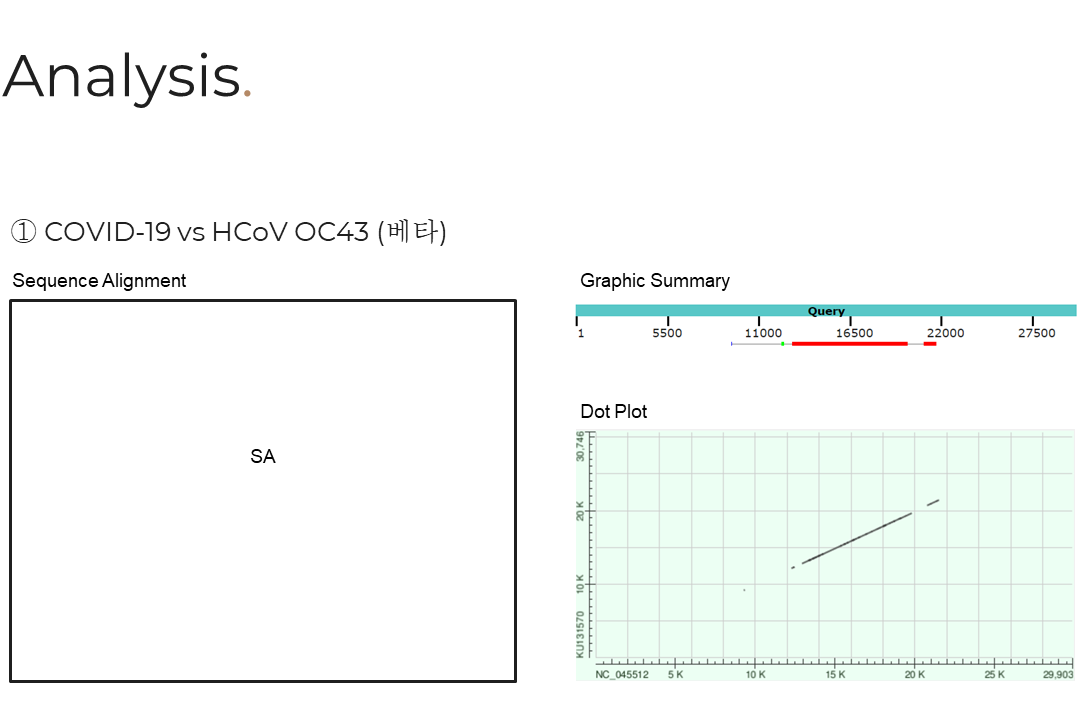 Analysis.
① COVID-19 vs HCoV OC43 (베타)
Sequence Alignment
SA
Graphic Summary
Query
1 5500 11000 16500 22000 27500
Dot Plot
30,746
20 K
10 K
KU131570
NC_045512 5 K 10 K 15 K 20 K 25 K 29,903